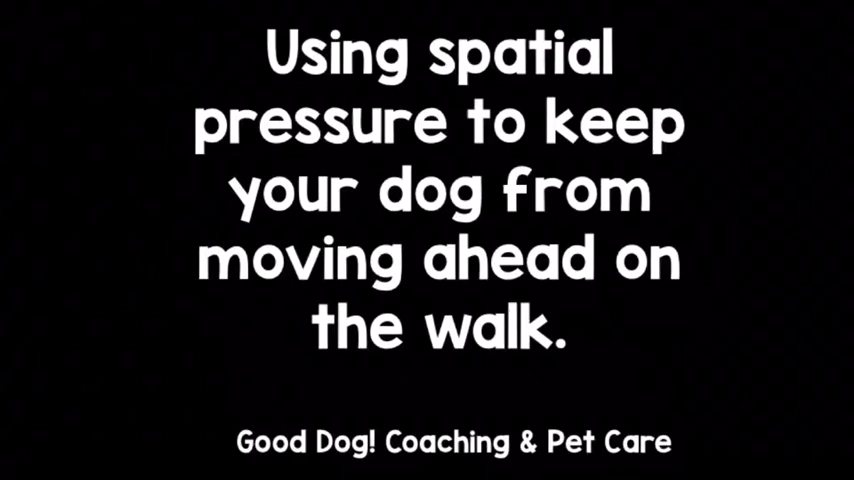 Using spatial
pressure to keep
your dog from
moving ahead on
the walk.
Good Dog! Coaching & Pet Care